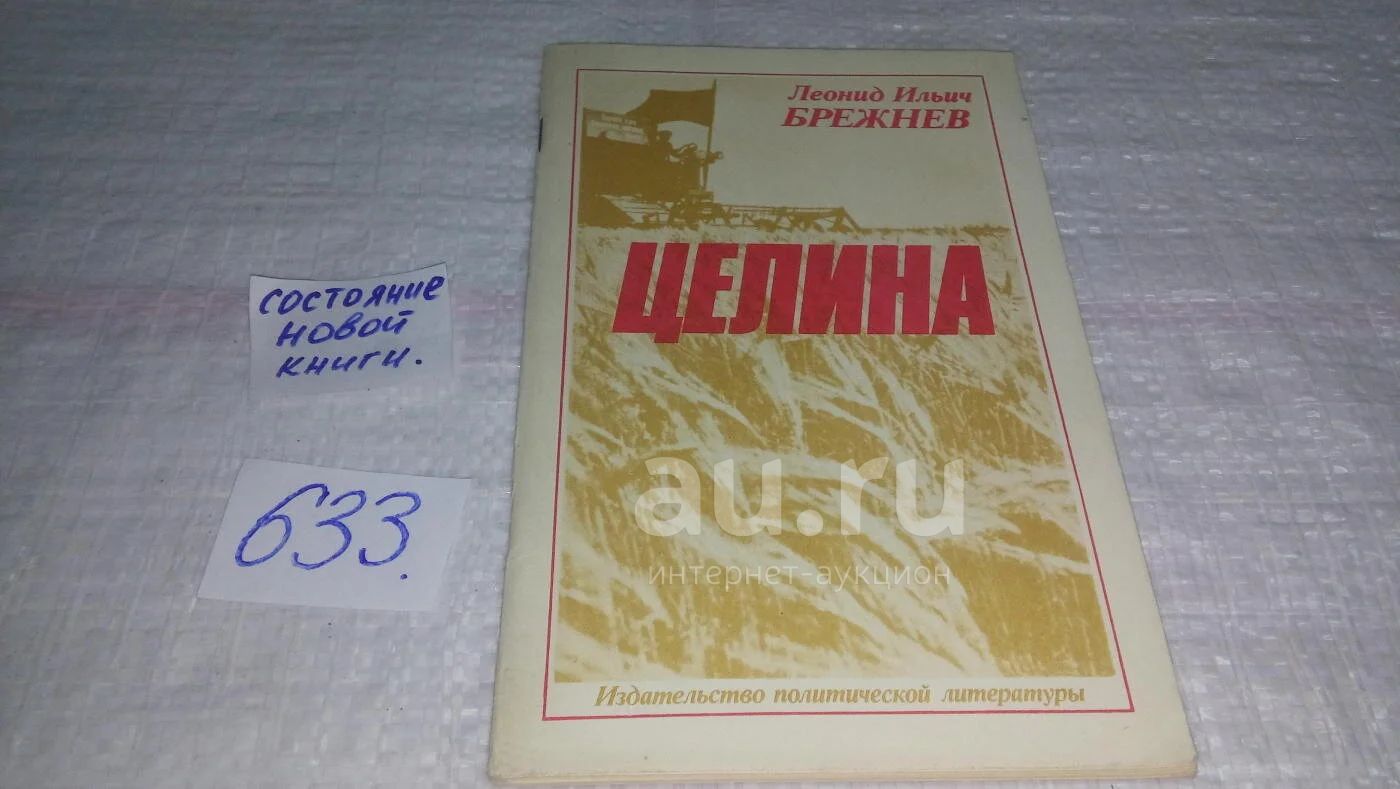 Леонид Ильич
БРЕЖНЕВ
ЦЕЛИНА
Издательство политической литературы
состояние
новой
книги.
633.
au.ru
интернет-аукцион